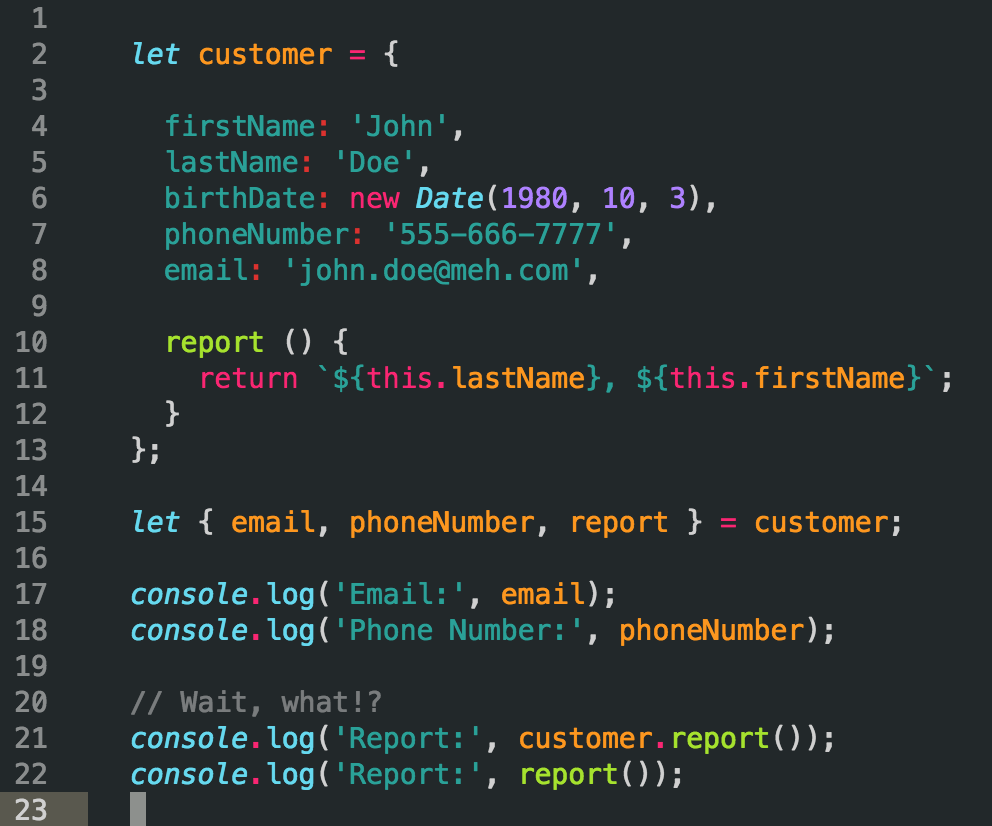 1
2 let customer = {
3
4 firstName: 'John',
5 lastName: 'Doe',
6 birthDate: new Date(1980, 10, 3),
7 phoneNumber: '555-666-7777',
8 email: 'john.doe@meh.com',
9
10 report () {
11 return `${this.lastName}, ${this.firstName}`;
12 }
13 };
14
15 let { email, phoneNumber, report } = customer;
16
17 console.log('Email:', email);
18 console.log('Phone Number:', phoneNumber);
19
20 // Wait, what!?
21 console.log('Report:', customer.report());
22 console.log('Report:', report());
23